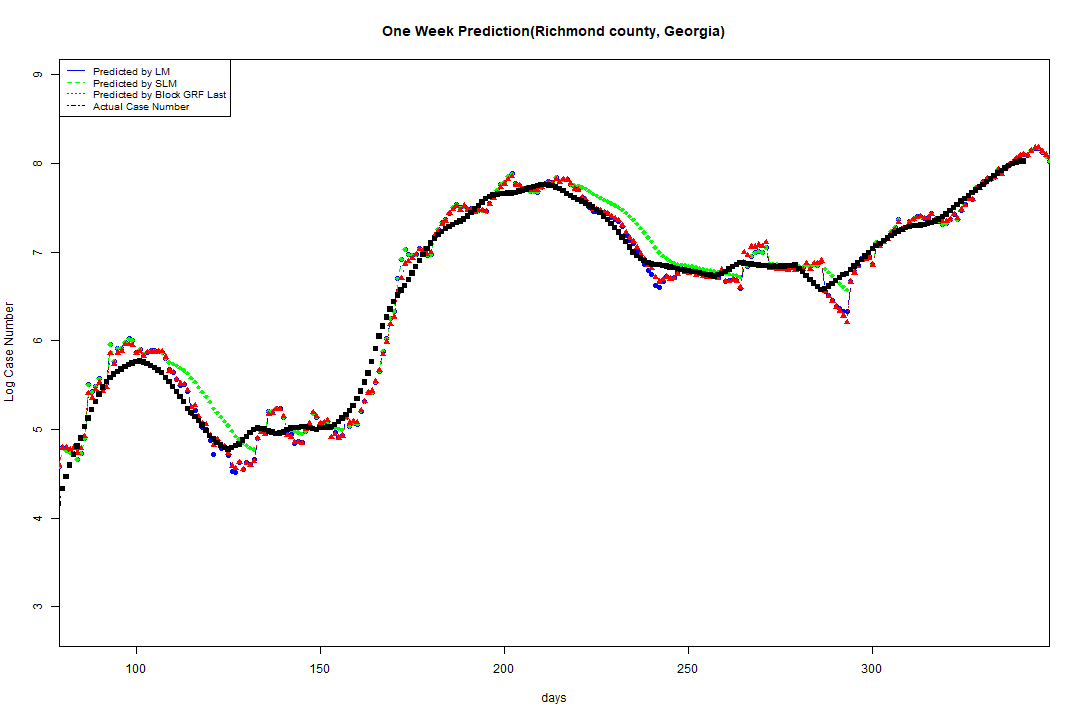 One Week Prediction(Richmond county, Georgia)
Predicted by LM
Predicted by SLM
Predicted by Block GRF Last
Actual Case Number
9
8
7
6
5
4
3
Log Case Number
100 150 200 250 300
days